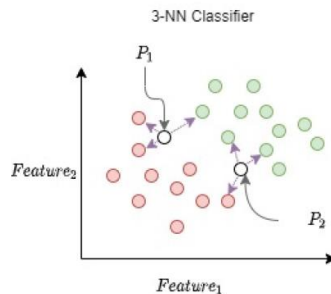 3-NN Classifier
P₁
Feature₂
P₂
Feature₁